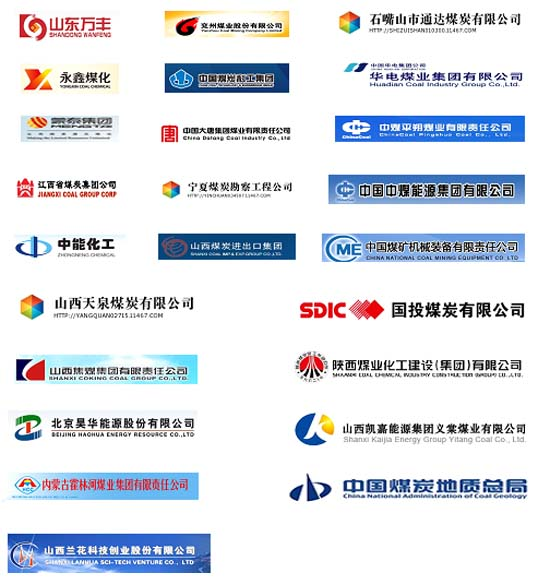 山东万丰
SHANDONG WANFENG
兖州煤业股份有限公司
Yanzhou Coal Mining Company Limited
石嘴山市通达煤炭有限公司
永鑫煤化
YONGXIN COAL CHEMICAL
中国煤炭科工集团
中国华电集团公司
华电煤业集团有限公司
Huadian Coal Industry Group Co., Ltd.
蒙泰集团
MENGTAI
中国大唐集团煤业有限责任公司
China Datang Coal Industry Co., Ltd.
中煤平朔煤业有限责任公司
ChinaCoal Pingshuo Coal Co., Ltd.
江西省煤炭集团公司
JIANGXI COAL GROUP CORP
宁夏煤炭勘察工程公司
中国中煤能源集团有限公司
ChinaCoal
中能化工
ZHONGNENG CHEMICAL
山西煤炭进出口集团
SHANXI COAL IMP.& EXP.GROUP CO.,LTD.
CME
中国煤矿机械装备有限责任公司
CHINA NATIONAL COAL MINING EQUIPMENT CO. LTD
山西天泉煤炭有限公司
HTTP://YANGQUAN02715.11467.COM
SDIC 国投煤炭有限公司
山西焦煤集团有限责任公司
SHANXI COKING COAL GROUP CO.,LTD.
陕西煤业化工建设(集团)有限公司
SHAANXI COAL CHEMICAL INDUSTRY CONSTRUCTION (GROUP) CO.,LTD.
北京昊华能源股份有限公司
BEIJING HAOHUA ENERGY RESOURCE CO.,LTD
山西凯嘉能源集团义棠煤业有限公司
Shanxi Kaijia Energy Group Yitang Coal Co., Ltd.
内蒙古霍林河煤业集团有限责任公司
中国煤炭地质总局
China National Administration of Coal Geology
山西兰花科技创业股份有限公司
SHANXI LANHUA SCI-TECH VENTURE CO., LTD